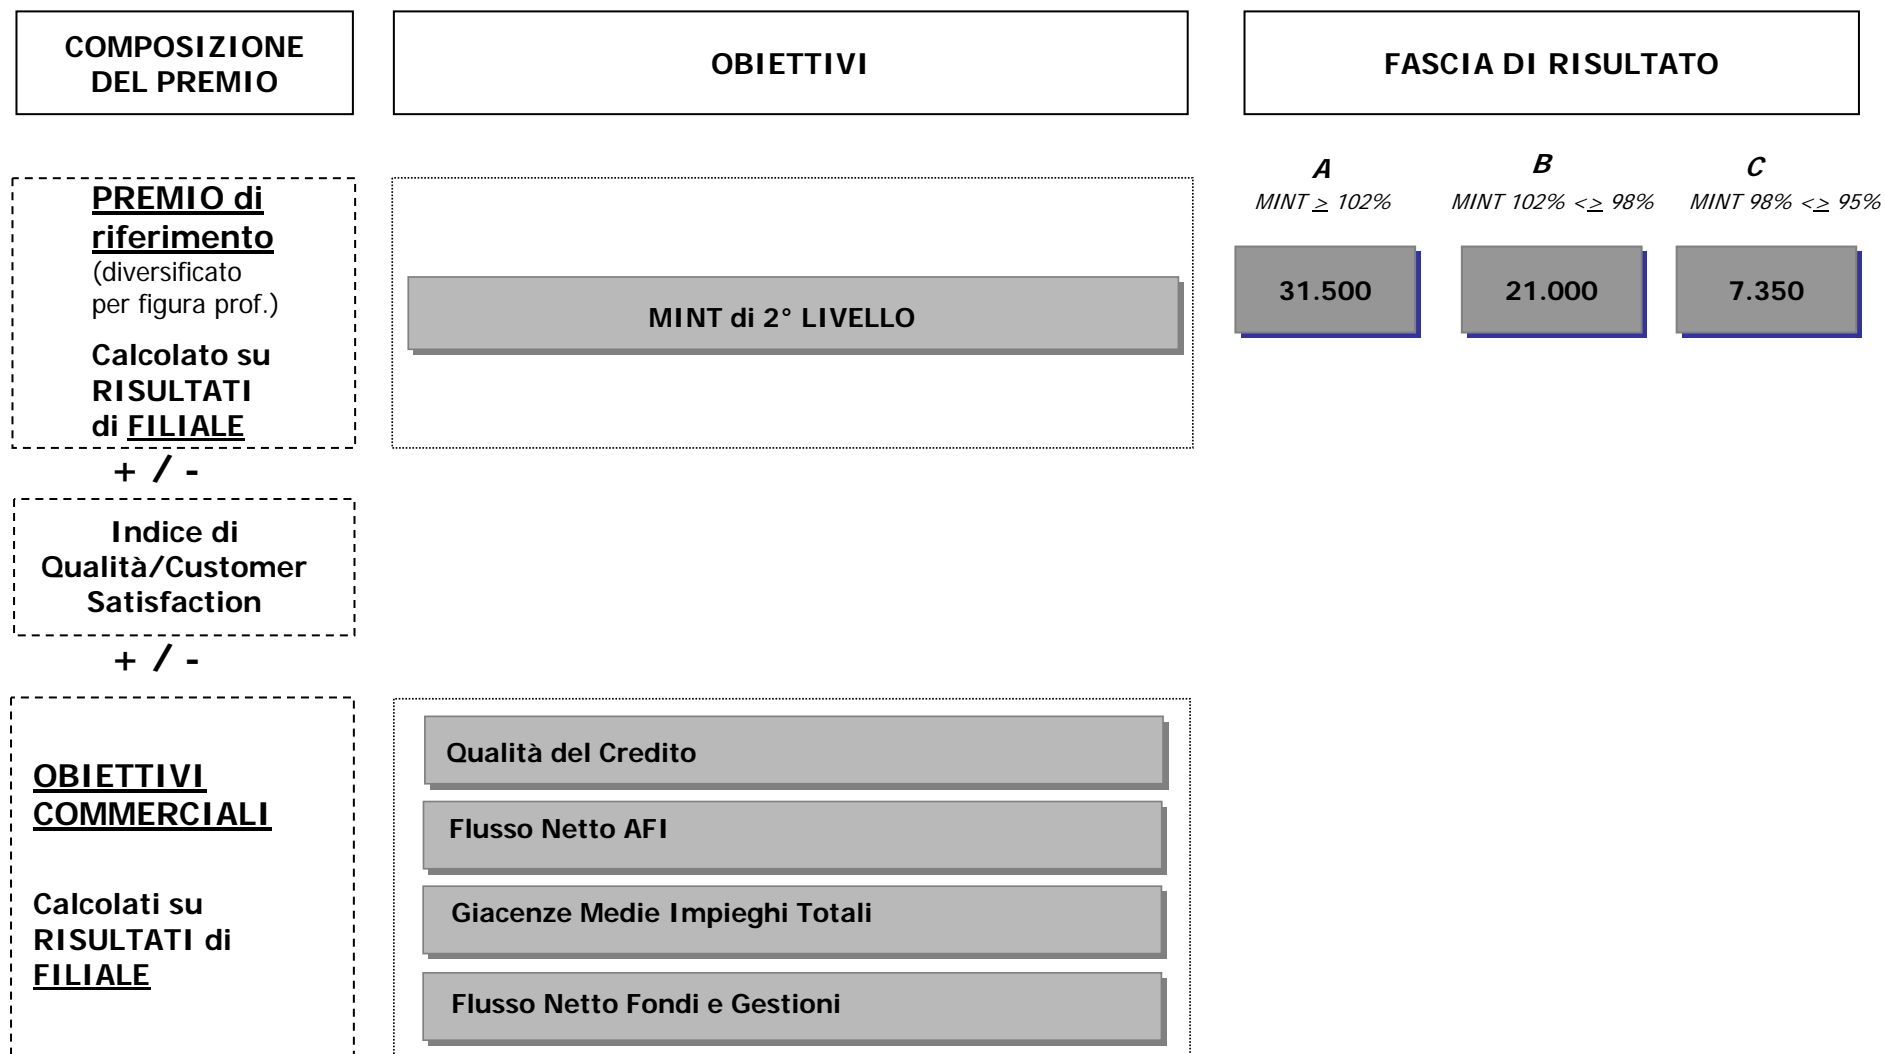 COMPOSIZIONE
DEL PREMIO
OBIETTIVI
FASCIA DI RISULTATO
PREMIO di
riferimento
(diversificato
per figura prof.)
Calcolato su
RISULTATI
di FILIALE
MINT di 2° LIVELLO
A
B
C
MINT ≥ 102%
MINT 102% <≥ 98%
MINT 98% <≥ 95%
31.500
21.000
7.350
+ / -
Indice di
Qualità/Customer
Satisfaction
+ / -
OBIETTIVI
COMMERCIALI
Calcolati su
RISULTATI di
FILIALE
Qualità del Credito
Flusso Netto AFI
Giacenze Medie Impieghi Totali
Flusso Netto Fondi e Gestioni